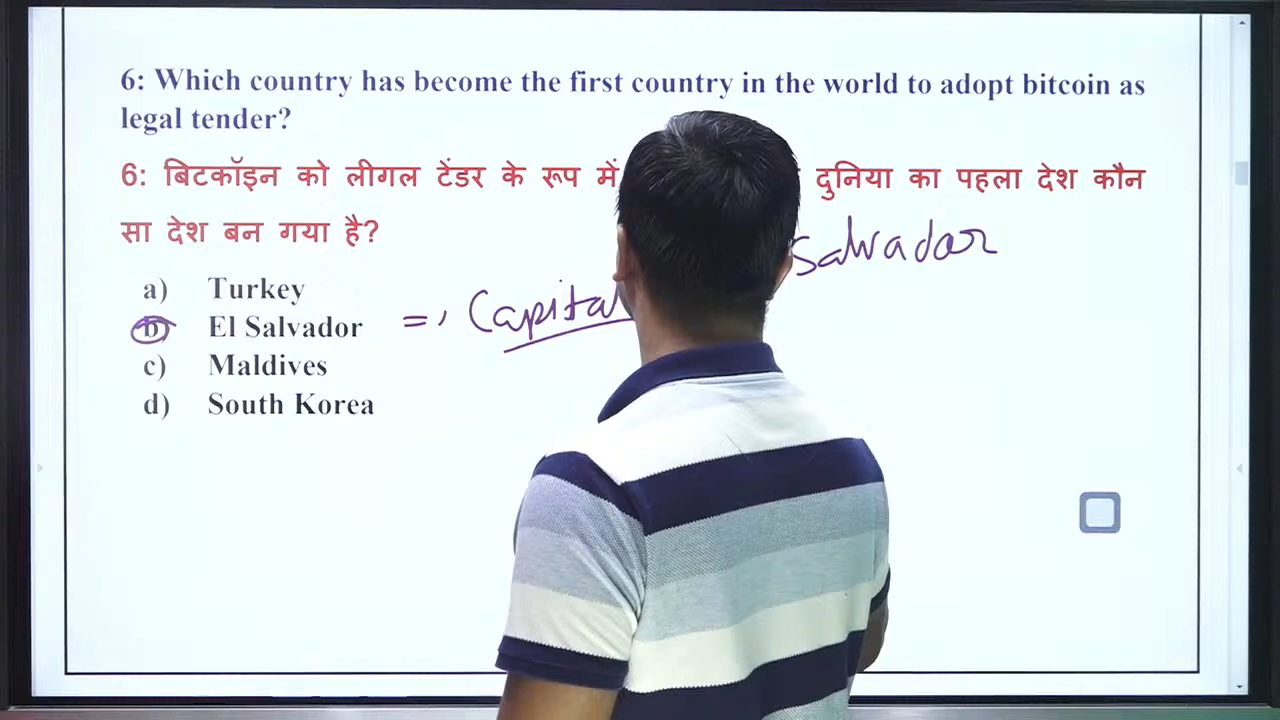 6: Which country has become the first country in the world to adopt bitcoin as
legal tender?
6: बिटकॉइन को लीगल टेंडर के रूप में दुनिया का पहला देश कौन
सा देश बन गया है?
salvador
a) Turkey
b) El Salvador => Capital
c) Maldives
d) South Korea